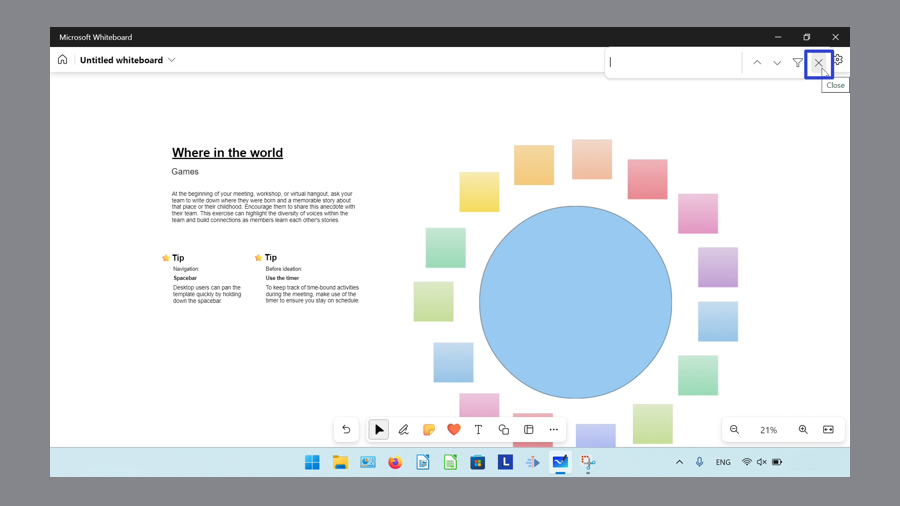 Microsoft Whiteboard
Untitled whiteboard
Close
Where in the world
Games
At the beginning of your meeting, workshop, or virtual hangout, ask your
team to write down where they were born and a memorable story about
that place or their childhood. Encourage them to share this anecdote with
their team. This exercise can highlight the diversity of voices within the
team and build connections as members learn each other's stories.
Tip
Navigation:
Spacebar
Desktop users can pan the
template quickly by holding
down the spacebar.
Tip
Before ideation:
Use the timer
To keep track of time-bound activities
during the meeting, make use of the
timer to ensure you stay on schedule.
21%
L
ENG